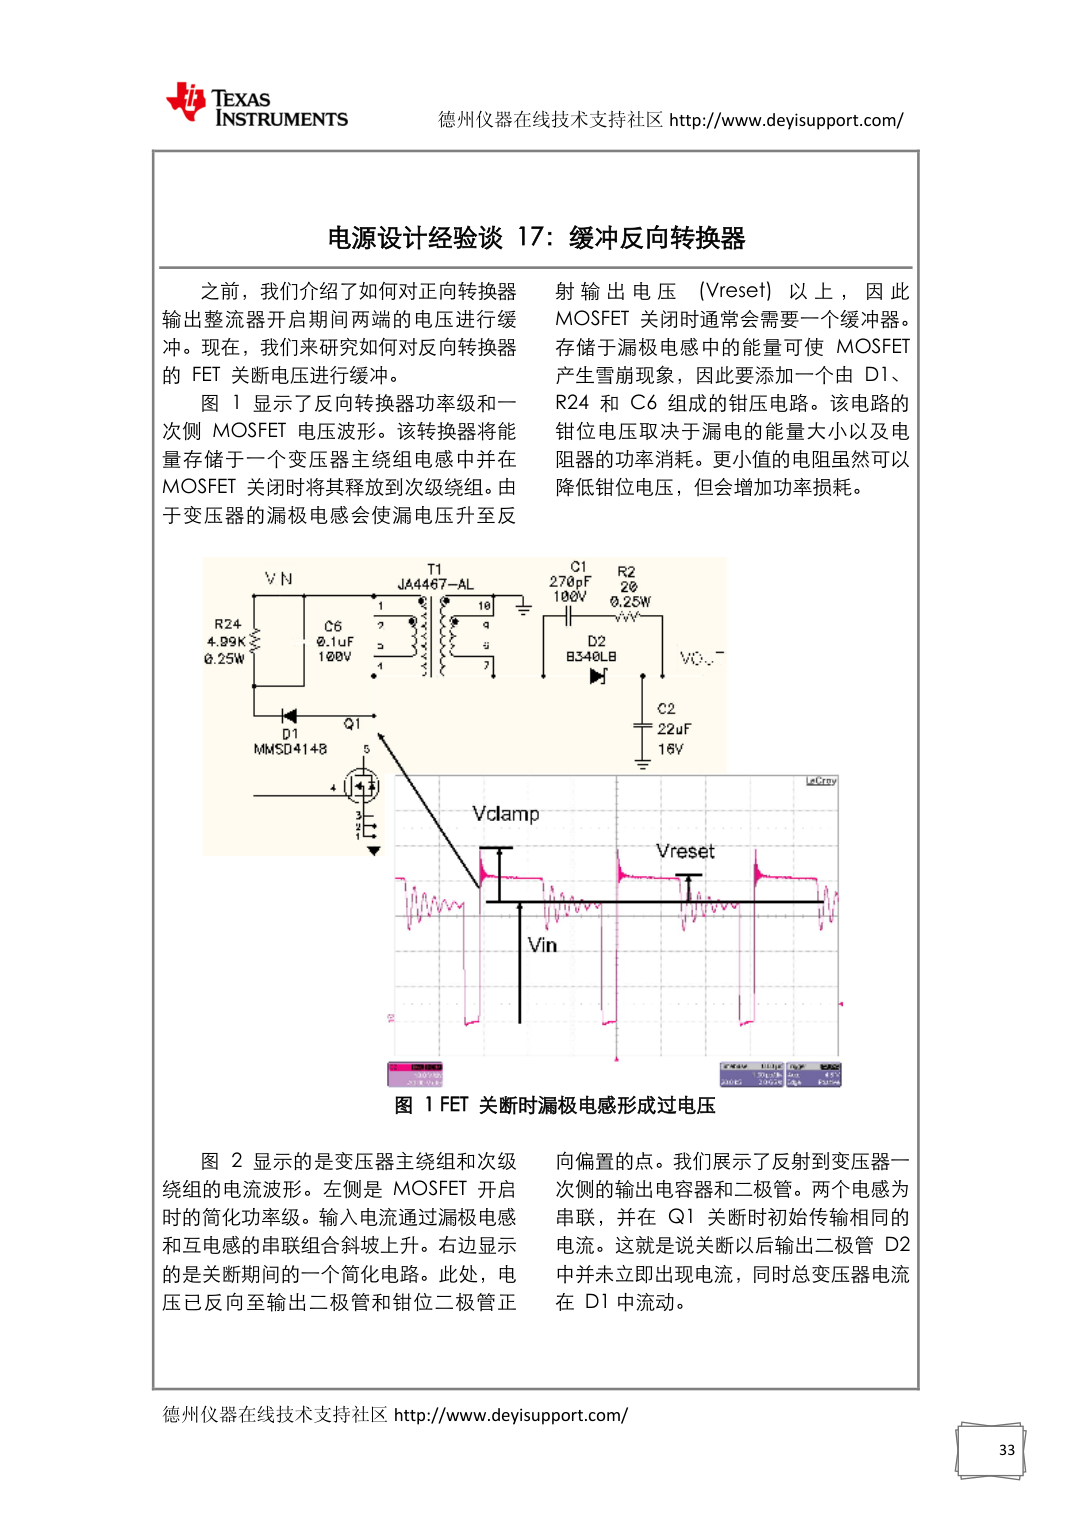 TEXAS
INSTRUMENTS
德州仪器在线技术支持社区 http://www.deyisupport.com/
电源设计经验谈 17：缓冲反向转换器
之前，我们介绍了如何对正向转换器
输出整流器开启期间两端的电压进行缓
冲。现在，我们来研究如何对反向转换器
的 FET 关断电压进行缓冲。
图 1 显示了反向转换器功率级和一
次侧 MOSFET 电压波形。该转换器将能
量存储于一个变压器主绕组电感中并在
MOSFET 关闭时将其释放到次级绕组。由
于变压器的漏极电感会使漏电压升至反
射输出电压 (Vreset) 以上，因此
MOSFET 关闭时通常会需要一个缓冲器。
存储于漏极电感中的能量可使 MOSFET
产生雪崩现象，因此要添加一个由 D1、
R24 和 C6 组成的钳压电路。该电路的
钳位电压取决于漏电的能量大小以及电
阻器的功率消耗。更小值的电阻虽然可以
降低钳位电压，但会增加功率损耗。
VIN
T1
JA4467-AL
C1
270pF
100V
R2
20
0.25W
R24
4.99K
0.25W
C6
0.1uF
100V
1
2
3
4
10
9
8
7
D2
B340LB
VOUT
C2
22uF
16V
D1
MMSD4148
Q1
5
4
3
2
1
LeCroy
Vclamp
Vreset
Vin
图 1 FET 关断时漏极电感形成过电压
图 2 显示的是变压器主绕组和次级
绕组的电流波形。左侧是 MOSFET 开启
时的简化功率级。输入电流通过漏极电感
和互电感的串联组合斜坡上升。右边显示
的是关断期间的一个简化电路。此处，电
压已反向至输出二极管和钳位二极管正
向偏置的点。我们展示了反射到变压器一
次侧的输出电容器和二极管。两个电感为
串联，并在 Q1 关断时初始传输相同的
电流。这就是说关断以后输出二极管 D2
中并未立即出现电流，同时总变压器电流
在 D1 中流动。
德州仪器在线技术支持社区 http://www.deyisupport.com/
33